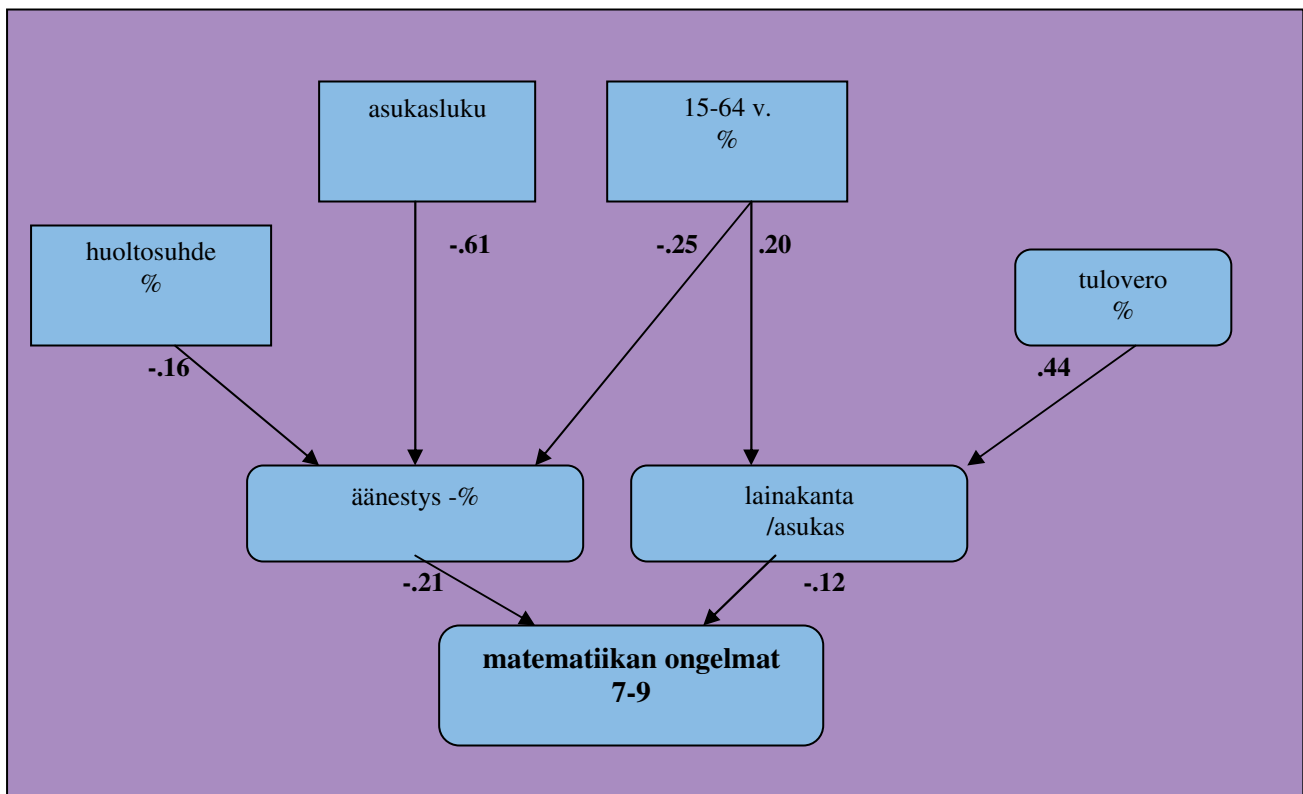 asukasluku
15-64 v.
%
huoltosuhde
%
-.61
-.25
.20
tulovero
%
-.16
.44
äänestys -%
lainakanta
/asukas
-.21
-.12
matematiikan ongelmat
7-9